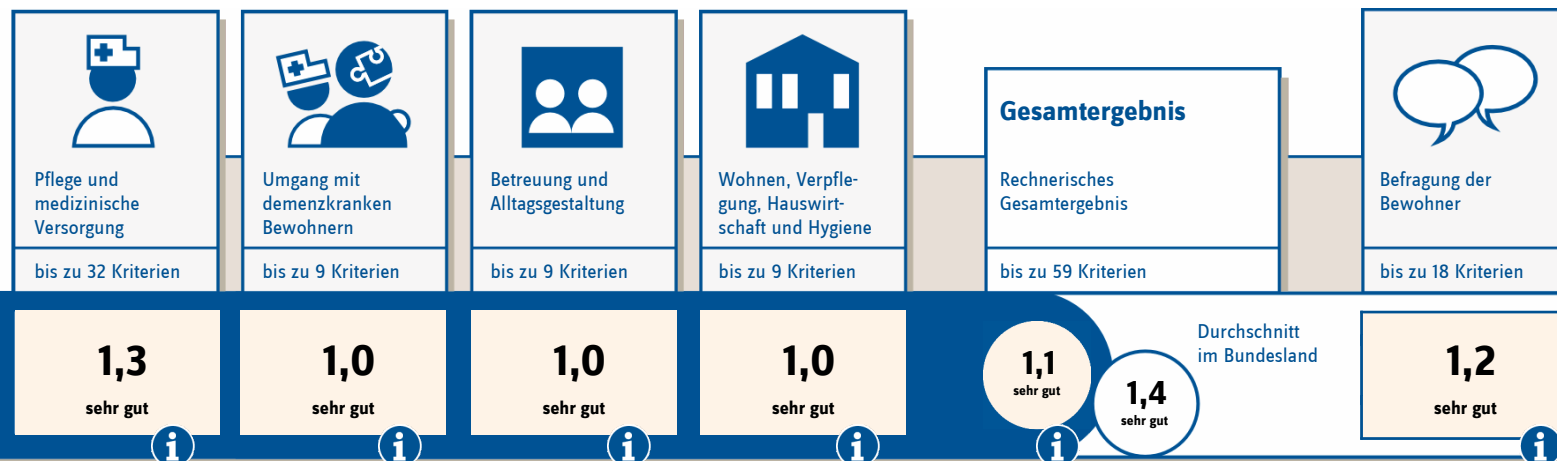 Pflege und
medizinische
Versorgung
bis zu 32 Kriterien
1,3
sehr gut
i
Umgang mit
demenzkranken
Bewohnern
bis zu 9 Kriterien
1,0
sehr gut
i
Betreuung und
Alltagsgestaltung
bis zu 9 Kriterien
1,0
sehr gut
i
Wohnen, Verpfle-
gung, Hauswirt-
schaft und Hygiene
bis zu 9 Kriterien
1,0
sehr gut
i
Gesamtergebnis
Rechnerisches
Gesamtergebnis
bis zu 59 Kriterien
1,1
sehr gut
i
Durchschnitt
im Bundesland
1,4
sehr gut
Befragung der
Bewohner
bis zu 18 Kriterien
1,2
sehr gut
i